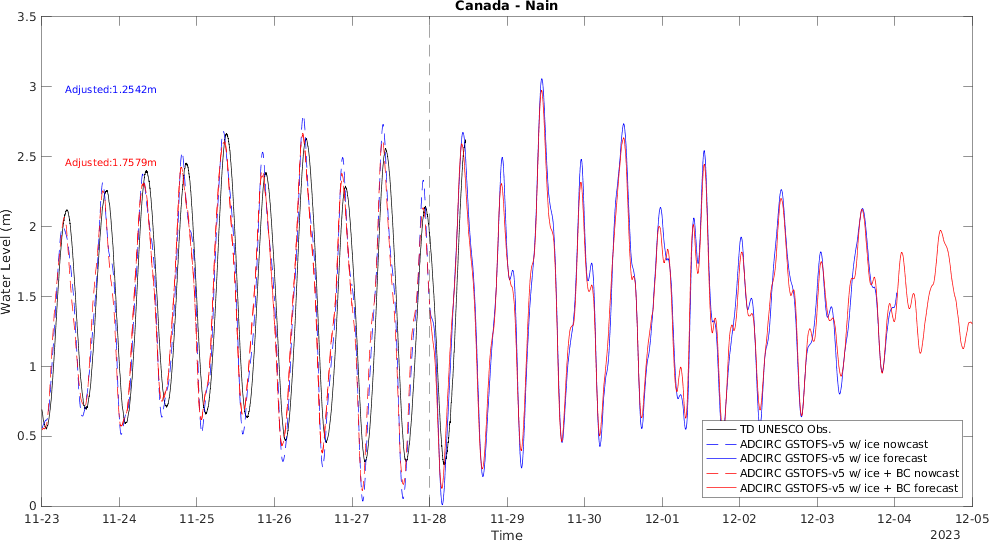 Canada - Nain
3.5
3
2.5
2
1.5
1
0.5
0
Water Level (m)
Adjusted:1.2542m
Adjusted:1.7579m
TD UNESCO Obs.
ADCIRC GSTOFS-v5 w/ ice nowcast
ADCIRC GSTOFS-v5 w/ ice forecast
ADCIRC GSTOFS-v5 w/ ice + BC nowcast
ADCIRC GSTOFS-v5 w/ ice + BC forecast
11-23 11-24 11-25 11-26 11-27 11-28 11-29 11-30 12-01 12-02 12-03 12-04 12-05
Time
2023